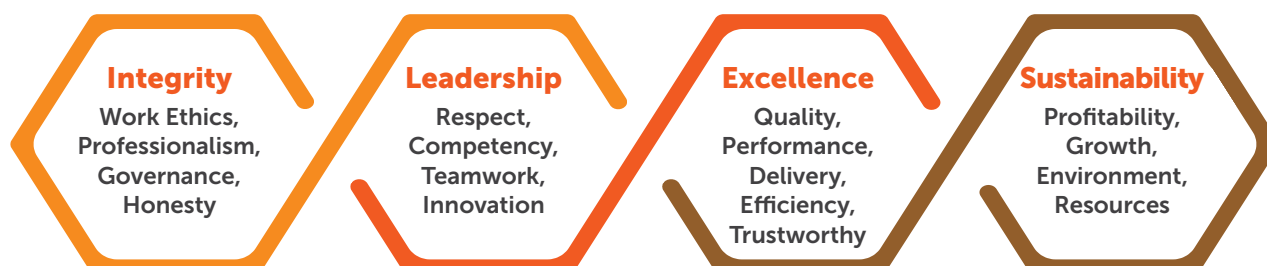 Integrity
Work Ethics,
Professionalism,
Governance,
Honesty
Leadership
Respect,
Competency,
Teamwork,
Innovation
Excellence
Quality,
Performance,
Delivery,
Efficiency,
Trustworthy
Sustainability
Profitability,
Growth,
Environment,
Resources